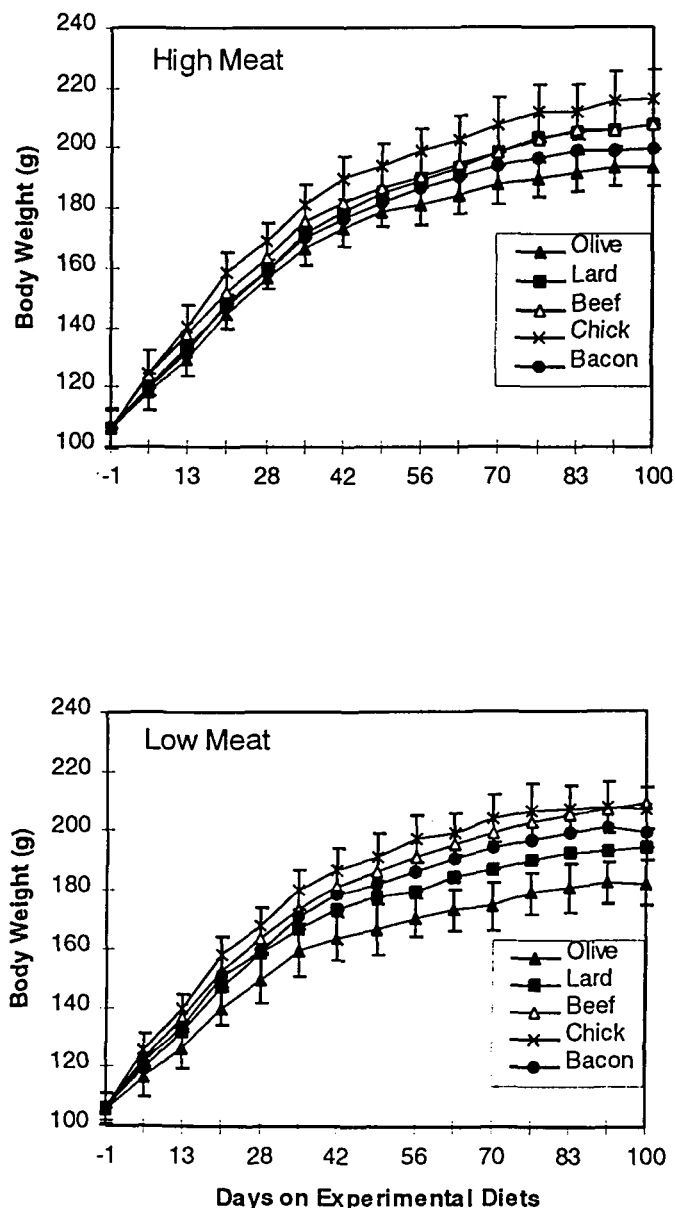 240
High Meat
220
200
180
160
140
120
100
Body Weight (g)
Olive
Lard
Beef
Chick
Bacon
-1 13 28 42 56 70 83 100
240
Low Meat
220
200
180
160
140
120
100
Body Weight (g)
Olive
Lard
Beef
Chick
Bacon
-1 13 28 42 56 70 83 100
Days on Experimental Diets